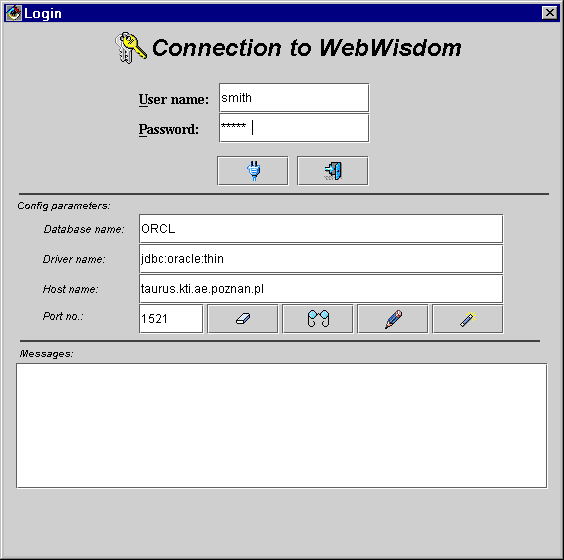 Login
Connection to WebWisdom
User name: smith
Password: *****
Config parameters:
Database name: ORCL
Driver name: jdbc:oracle:thin
Host name: taurus.kti.ae.poznan.pl
Port no.: 1521
Messages: